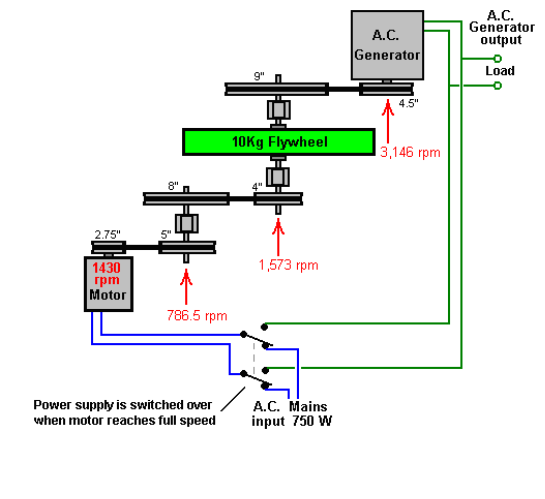 A.C.
Generator
output
A.C.
Generator
Load
9"
4.5"
10Kg Flywheel
3,146 rpm
8"
4"
2.75"
5"
1430
rpm
Motor
1,573 rpm
786.5 rpm
Power supply is switched over
when motor reaches full speed
A.C. Mains
input 750 W